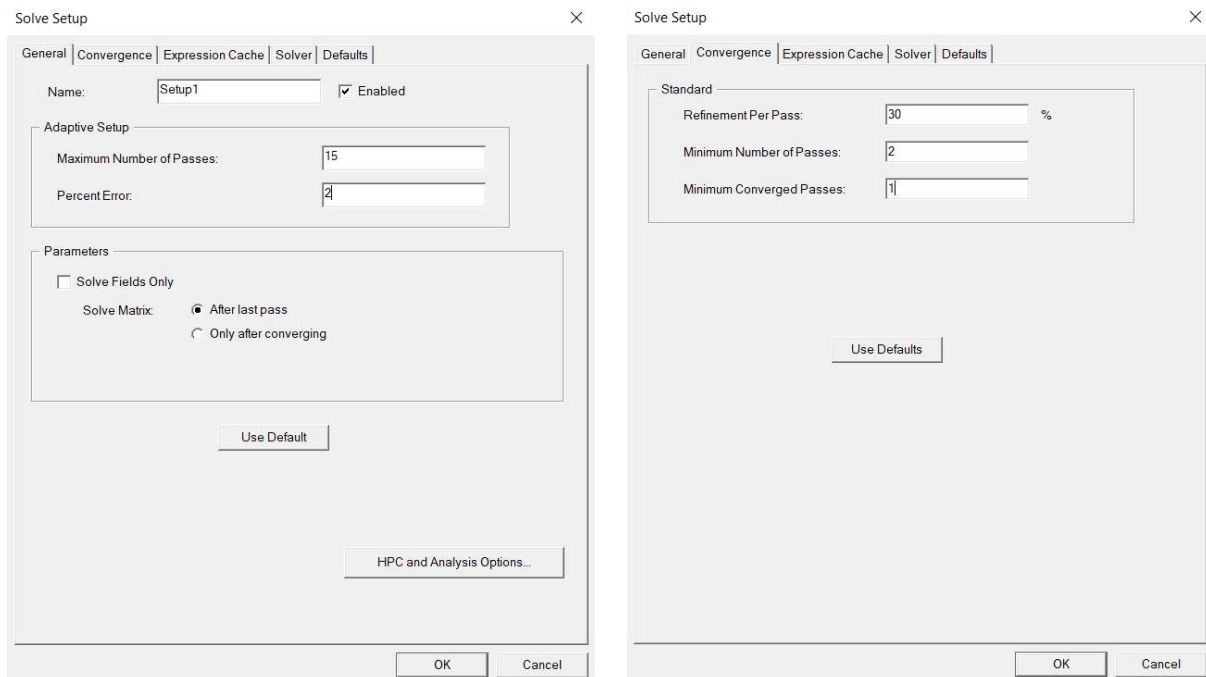 Solve Setup
General Convergence Expression Cache Solver Defaults
Name: Setup1 Enabled
Adaptive Setup
Maximum Number of Passes: 15
Percent Error: 2
Parameters
Solve Fields Only
Solve Matrix: After last pass
Only after converging
Use Default
HPC and Analysis Options...
OK Cancel
Solve Setup
General Convergence Expression Cache Solver Defaults
Standard
Refinement Per Pass: 30 %
Minimum Number of Passes: 2
Minimum Converged Passes: 1
Use Defaults
OK Cancel